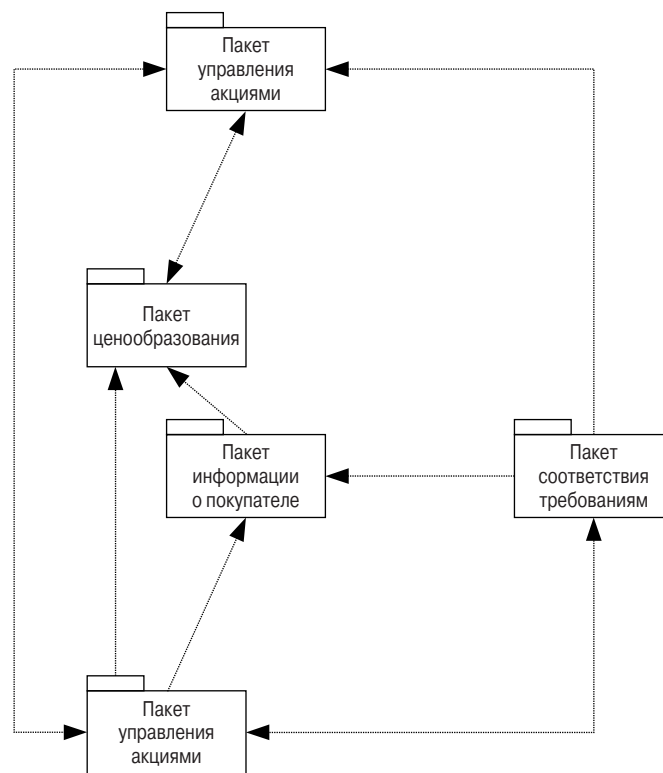 Пакет
управления
акциями
Пакет
ценообразования
Пакет
информации
о покупателе
Пакет
соответствия
требованиям
Пакет
управления
акциями